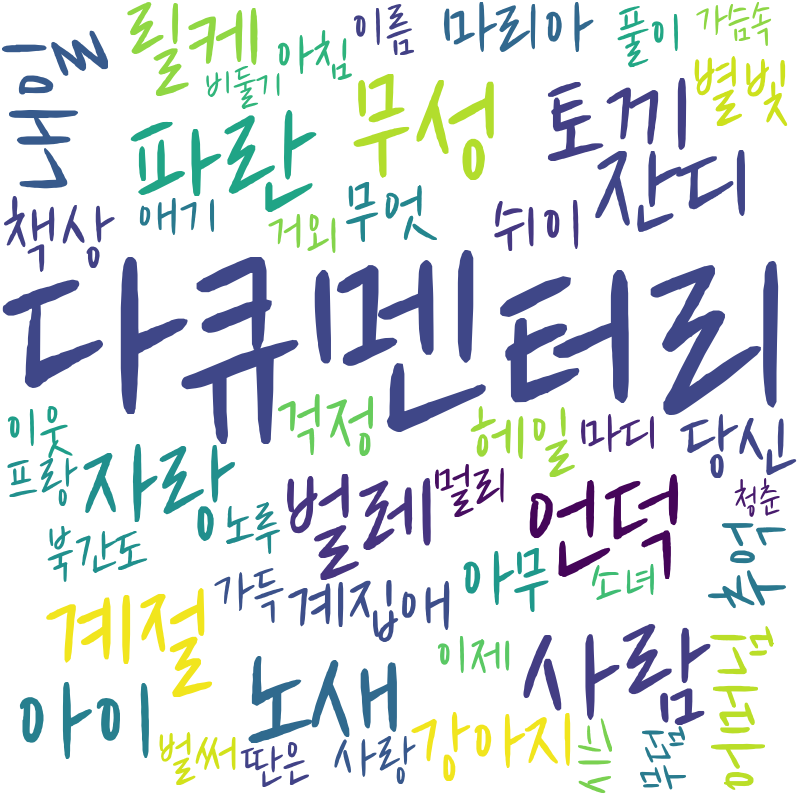 릴케 아침 이름 마리아 풀이 가슴속
내일 비둘기 무성 토끼 별빛
파란 잔디
책상 애기 거외 무엇 쉬이
다큐멘터리
이웃 걱정 헤일 마디 당신
프랑 자랑 노루 벌레 멀리 언덕 청춘
북간도 추억
계절 가득 계집애 아무 소녀
이제 사람 어머니
아이 노새
벌써 딴은 사랑 강아지 시 무덤